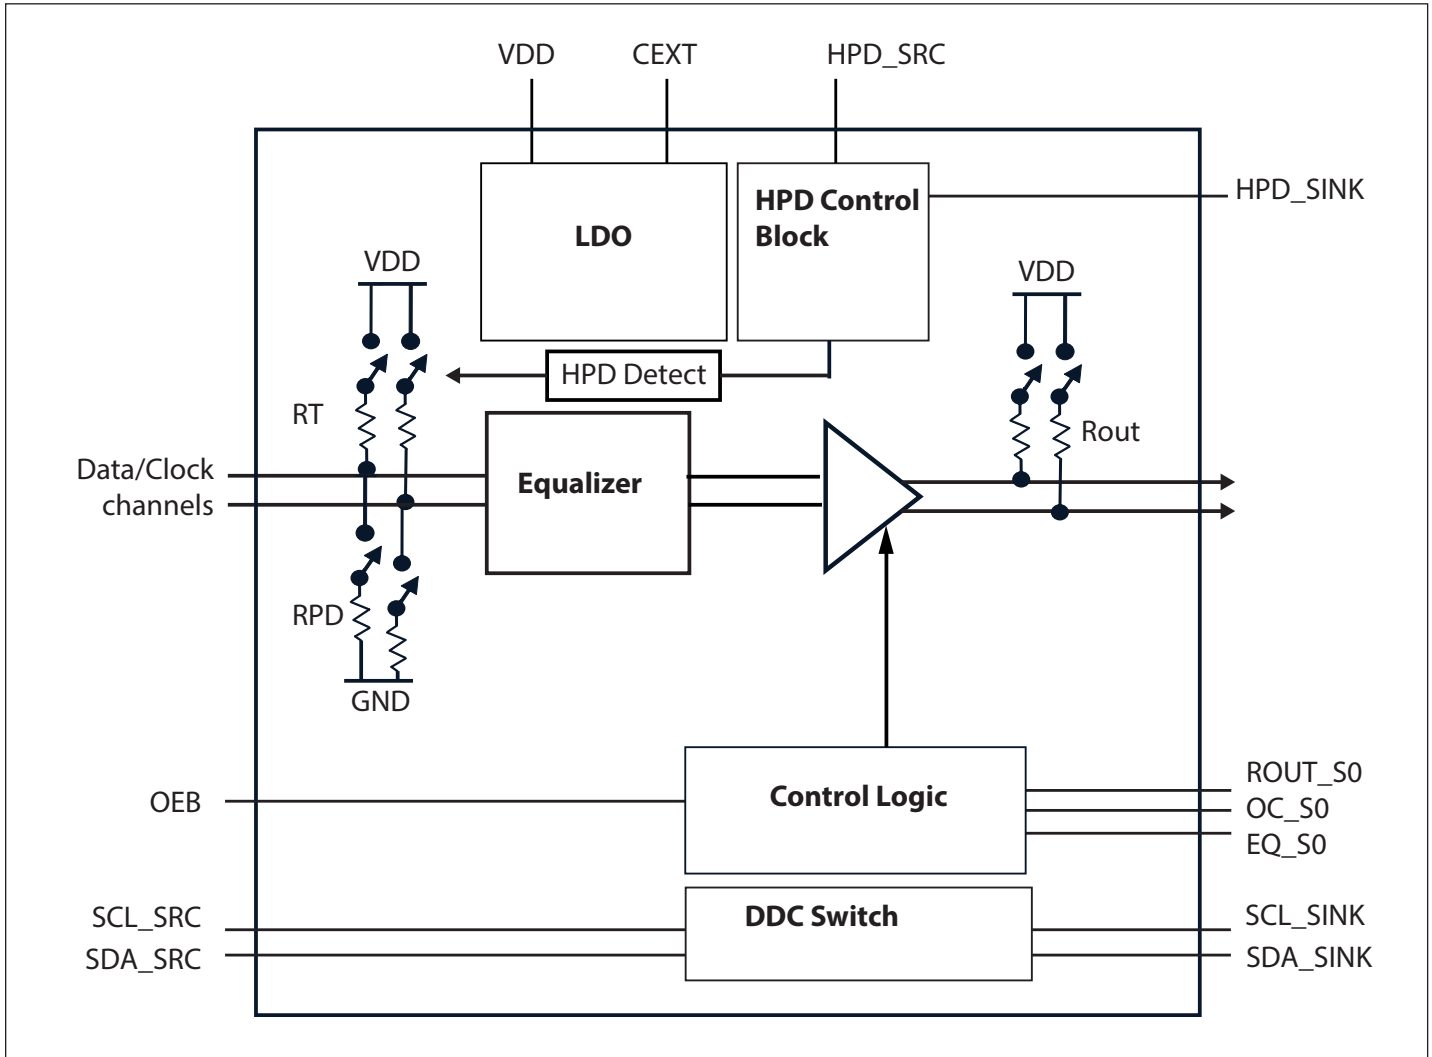 VDD
CEXT
HPD_SRC
HPD Control
Block
HPD_SINK
LDO
VDD
VDD
HPD Detect
RT
Rout
Data/Clock
channels
Equalizer
RPD
GND
OEB
Control Logic
ROUT_S0
OC_S0
EQ_S0
SCL_SRC
SDA_SRC
DDC Switch
SCL_SINK
SDA_SINK